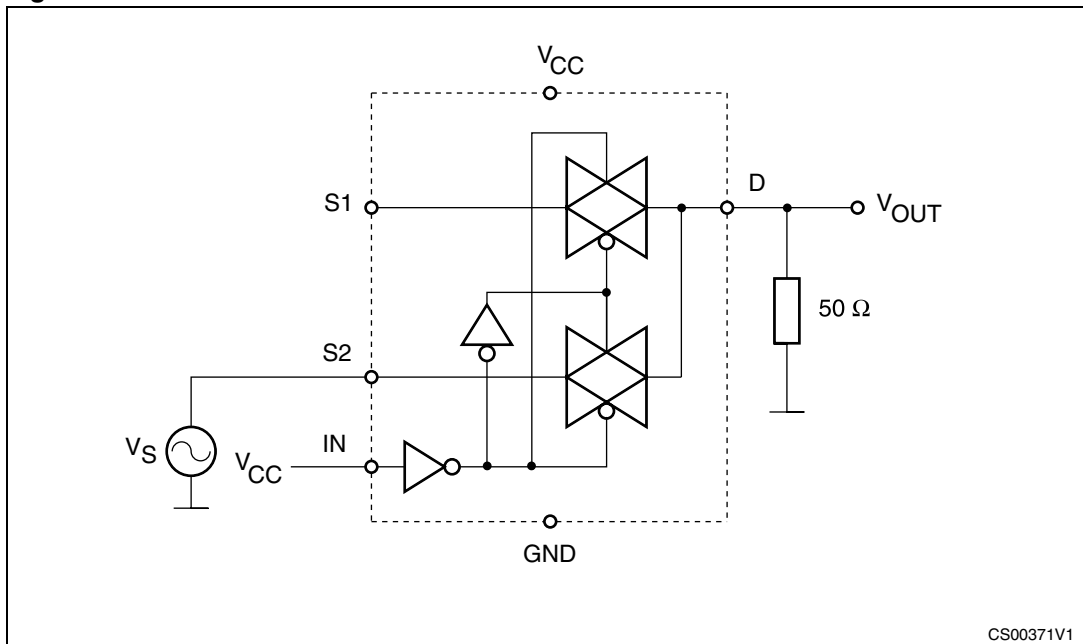 V_CC
S1
D
V_OUT
50 Ω
S2
V_S
IN
V_CC
GND
CS00371V1